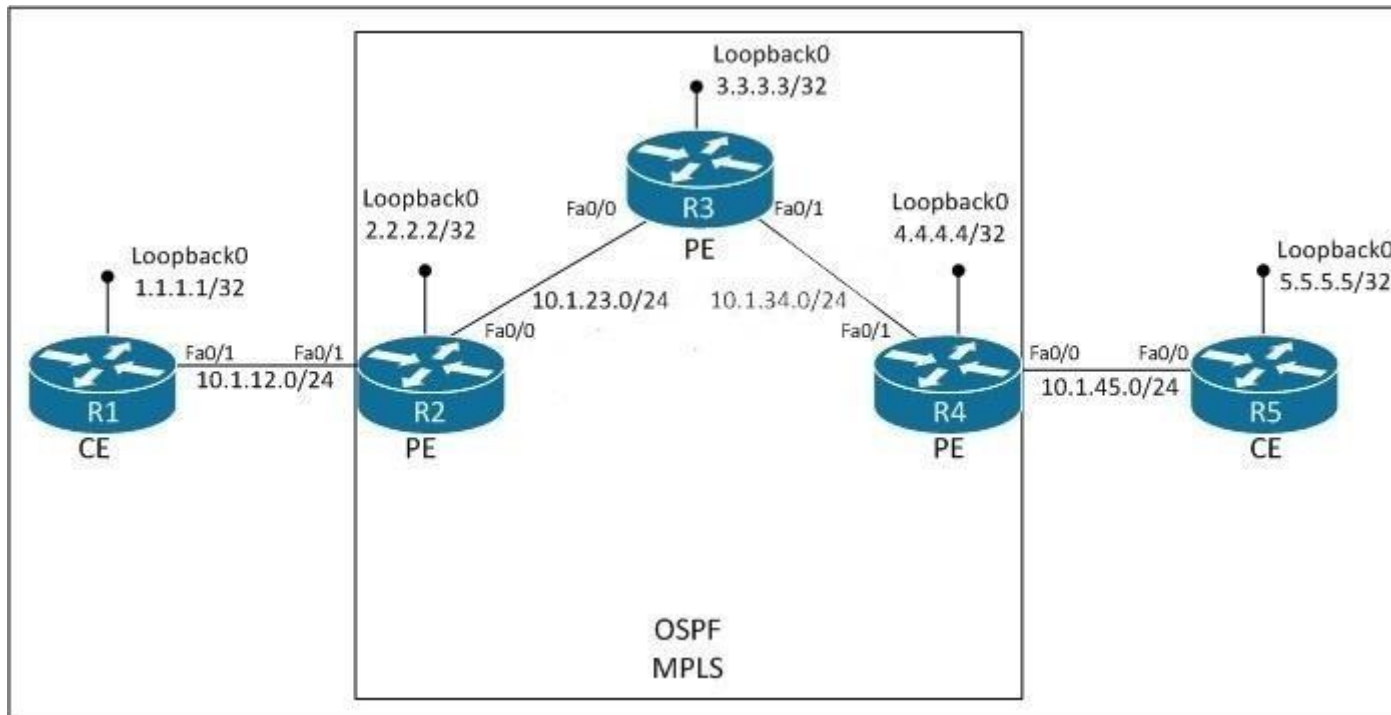 Loopback0
3.3.3.3/32
R3
PE
Fa0/0
Fa0/1
Loopback0
2.2.2.2/32
Loopback0
4.4.4.4/32
Loopback0
1.1.1.1/32
Loopback0
5.5.5.5/32
10.1.23.0/24
10.1.34.0/24
Fa0/0
Fa0/1
Fa0/1
Fa0/1
10.1.12.0/24
Fa0/0
Fa0/0
10.1.45.0/24
R1
CE
R2
PE
R4
PE
R5
CE
OSPF
MPLS